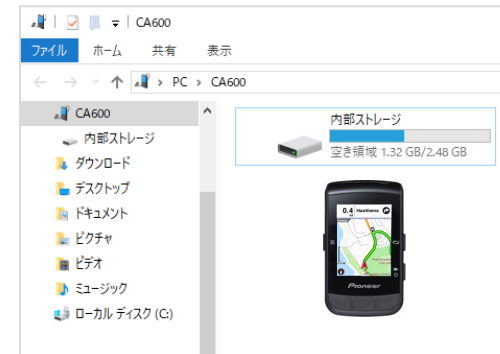 CA600
ファイル ホーム 共有 表示
PC > CA600
CA600
内部ストレージ
ダウンロード
デスクトップ
ドキュメント
ピクチャ
ビデオ
ミュージック
ローカル ディスク (C:)
内部ストレージ
空き領域 1.32 GB/2.48 GB
0.4 Hawthorne
Pioneer